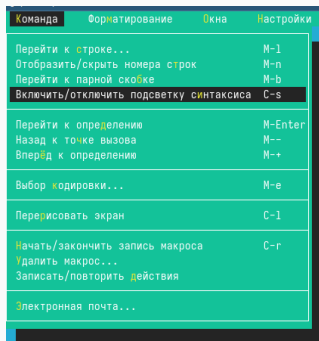 Команда Форматирование Окна Настройки
Перейти к строке... M-l
Отобразить/скрыть номера строк M-n
Перейти к парной скобке M-b
Включить/отключить подсветку синтаксиса C-s
Перейти к определению M-Enter
Назад к точке вызова M--
Вперёд к определению M-+
Выбор кодировки... M-e
Перерисовать экран C-l
Начать/закончить запись макроса C-r
Удалить макрос...
Записать/повторить действия
Электронная почта...